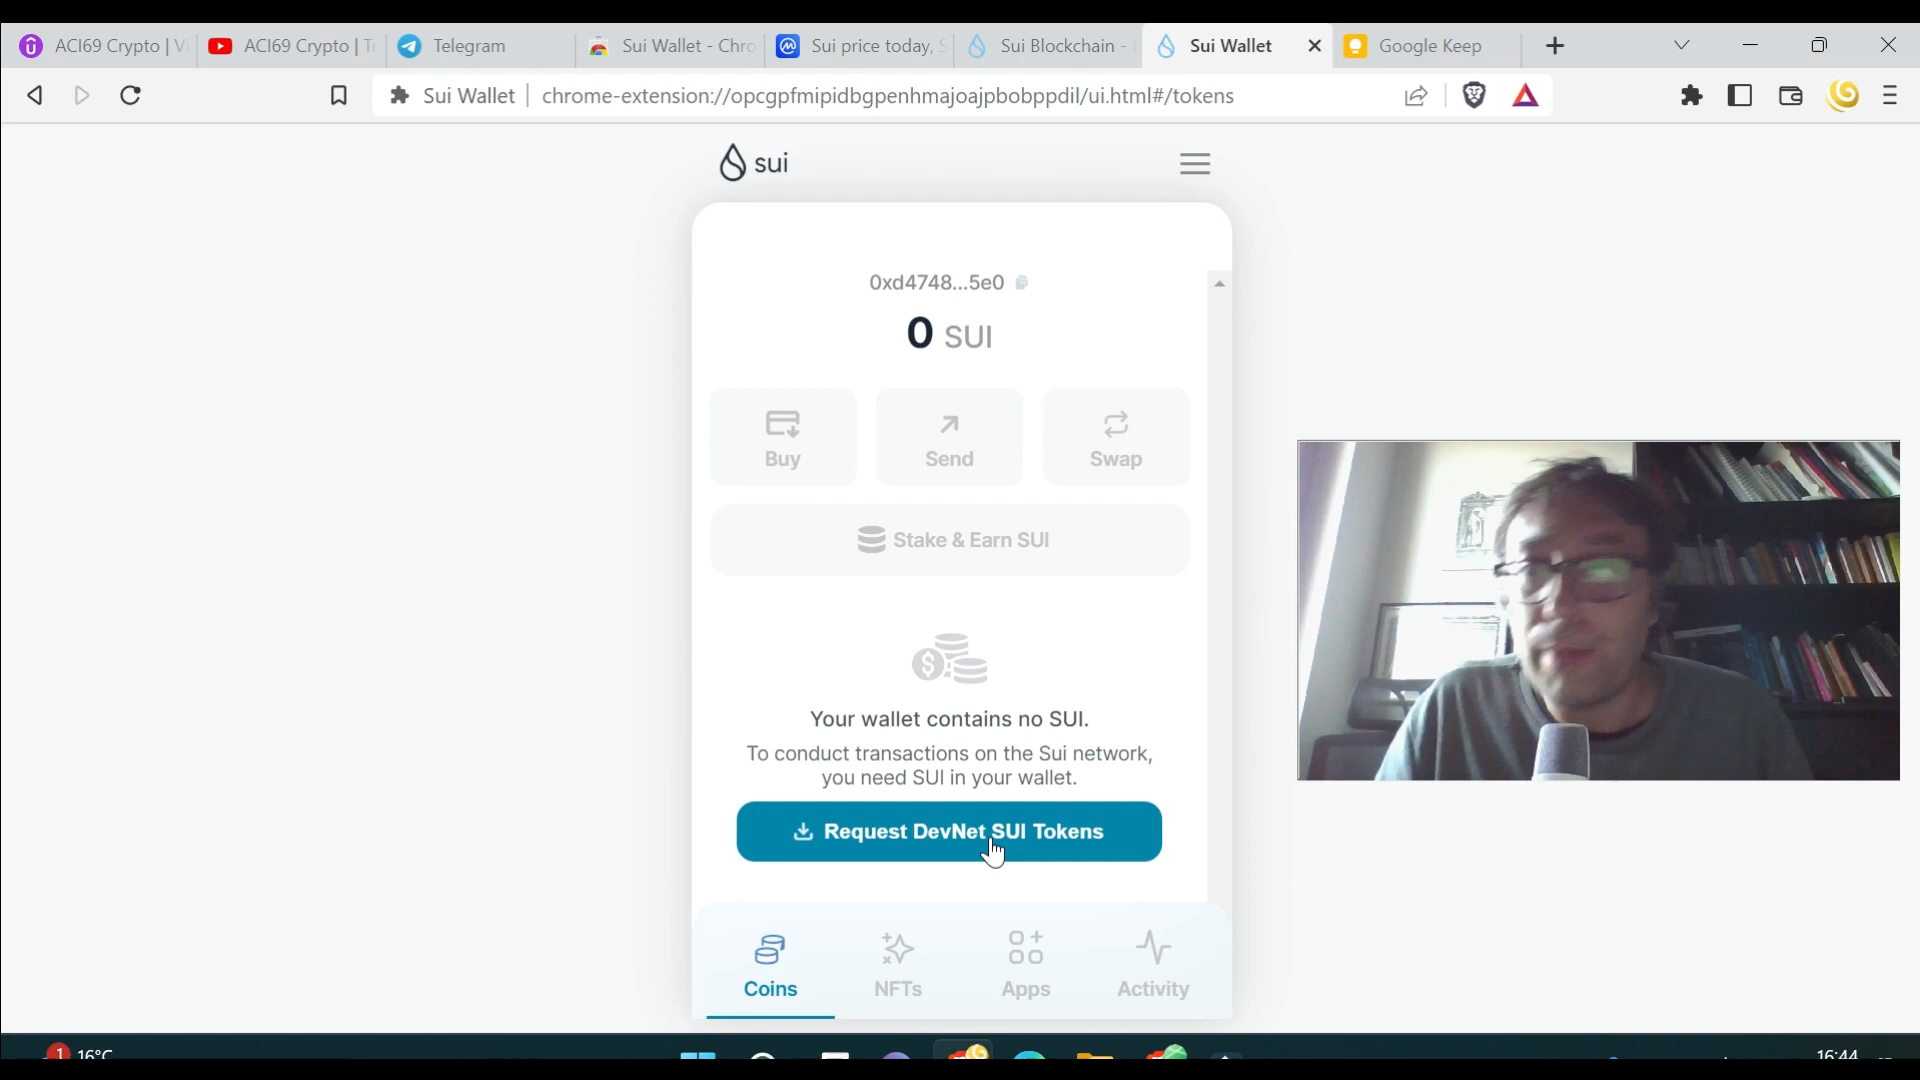 ACI69 Crypto | Vi
ACI69 Crypto | Tr
Telegram
Sui Wallet - Chro
Sui price today, S
Sui Blockchain -
Sui Wallet
Google Keep
Sui Wallet
chrome-extension://opcgpfmipidbgpenhmajoajpbobppdil/ui.html#/tokens
sui
0xd4748...5e0
0 SUI
Buy
Send
Swap
Stake & Earn SUI
Your wallet contains no SUI.
To conduct transactions on the Sui network,
you need SUI in your wallet.
Request DevNet SUI Tokens
Coins
NFTs
Apps
Activity
1
16°C
16:44